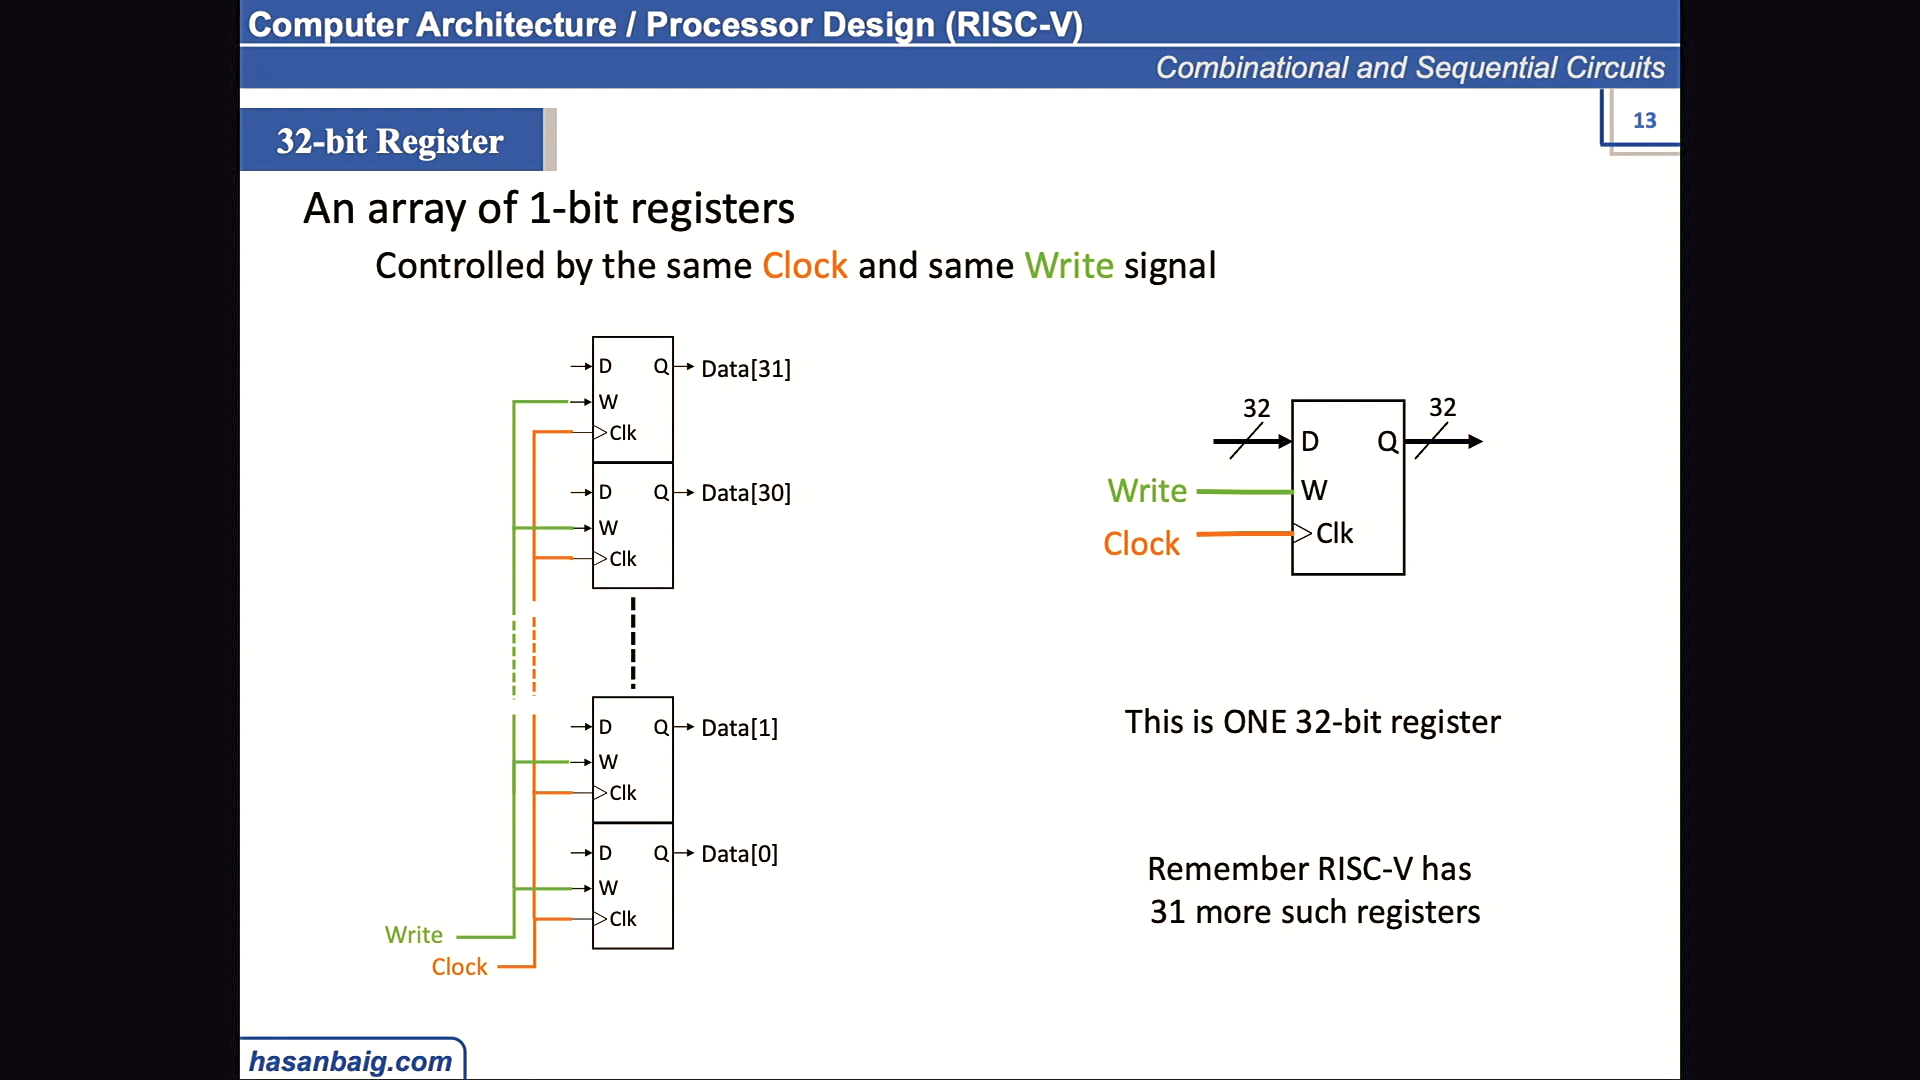 Computer Architecture / Processor Design (RISC-V)
Combinational and Sequential Circuits
13
32-bit Register
An array of 1-bit registers
Controlled by the same Clock and same Write signal
D Q Data[31]
W
Clk
D Q Data[30]
W
Clk
D Q Data[1]
W
Clk
D Q Data[0]
W
Clk
Write
Clock
32 32
D Q
Write W
Clock Clk
This is ONE 32-bit register
Remember RISC-V has
31 more such registers
hasanbaig.com